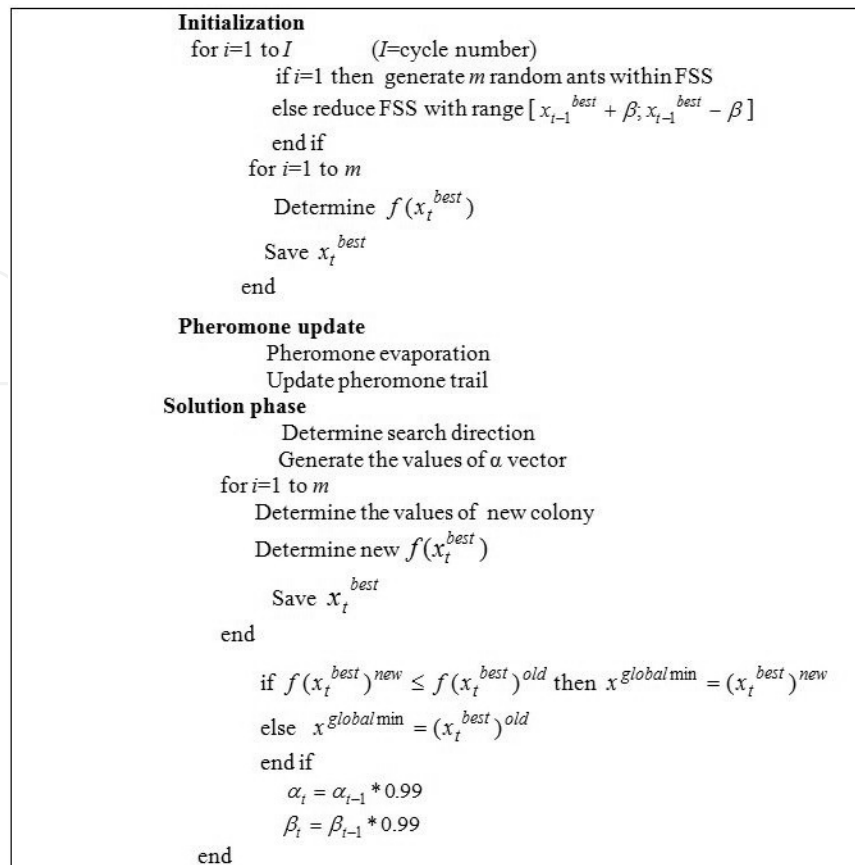 Initialization
for i=1 to I (I=cycle number)
if i=1 then generate m random ants within FSS
else reduce FSS with range [ x_{t-1}^{best} + β; x_{t-1}^{best} − β ]
end if
for i=1 to m
Determine f(x_t^{best})
Save x_t^{best}
end
Pheromone update
Pheromone evaporation
Update pheromone trail
Solution phase
Determine search direction
Generate the values of α vector
for i=1 to m
Determine the values of new colony
Determine new f(x_t^{best})
Save x_t^{best}
end
if f(x_t^{best})^{new} ≤ f(x_t^{best})^{old} then x^{global min} = (x_t^{best})^{new}
else x^{global min} = (x_t^{best})^{old}
end if
α_t = α_{t-1} * 0.99
β_t = β_{t-1} * 0.99
end